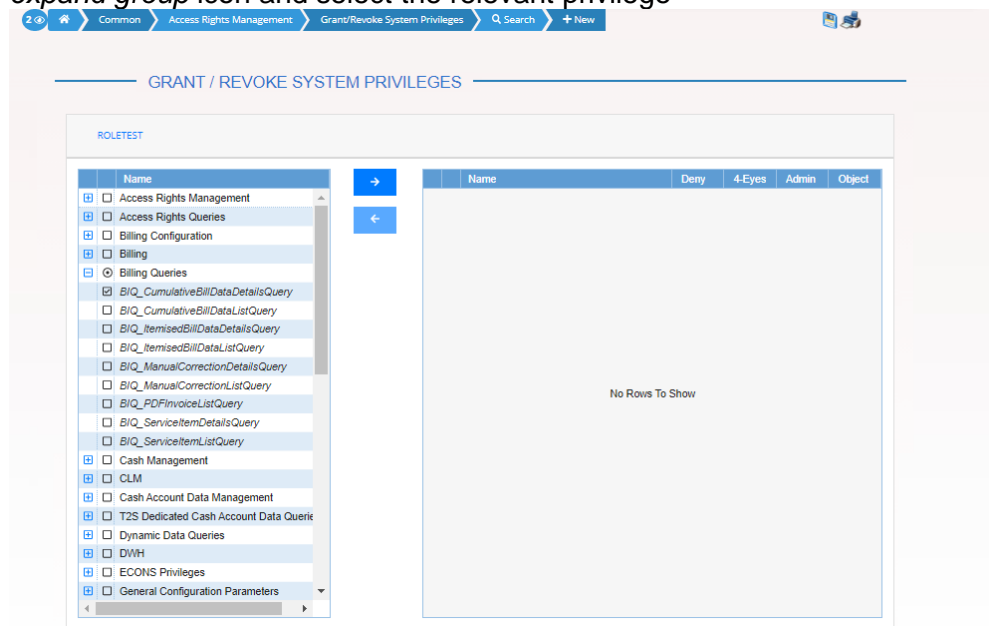 expand group icon and select the relevant privilege
2 Common Access Rights Management Grant/Revoke System Privileges Search + New
GRANT / REVOKE SYSTEM PRIVILEGES
ROLETEST
Name
Access Rights Management
Access Rights Queries
Billing Configuration
Billing
Billing Queries
BIQ_CumulativeBillDataDetailsQuery
BIQ_CumulativeBillDataListQuery
BIQ_ItemisedBillDataDetailsQuery
BIQ_ItemisedBillDataListQuery
BIQ_ManualCorrectionDetailsQuery
BIQ_ManualCorrectionListQuery
BIQ_PDFInvoiceListQuery
BIQ_ServiceItemDetailsQuery
BIQ_ServiceItemListQuery
Cash Management
CLM
Cash Account Data Management
T2S Dedicated Cash Account Data Querie
Dynamic Data Queries
DWH
ECONS Privileges
General Configuration Parameters
Name Deny 4-Eyes Admin Object
No Rows To Show